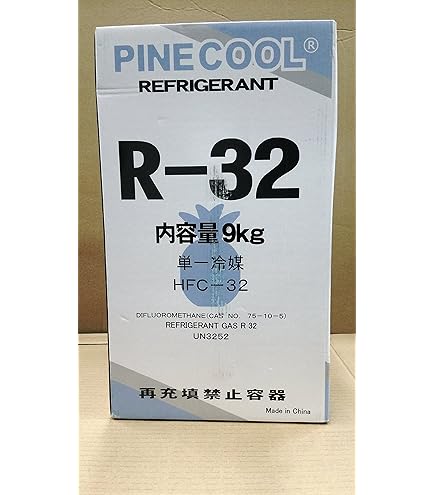 PINECOOL®
REFRIGERANT
R-32
内容量9kg
単一冷媒
HFC-32
DIFLUOROMETHANE(CAS NO. 75-10-5)
REFRIGERANT GAS R 32
UN3252
再充填禁止容器
Made in China